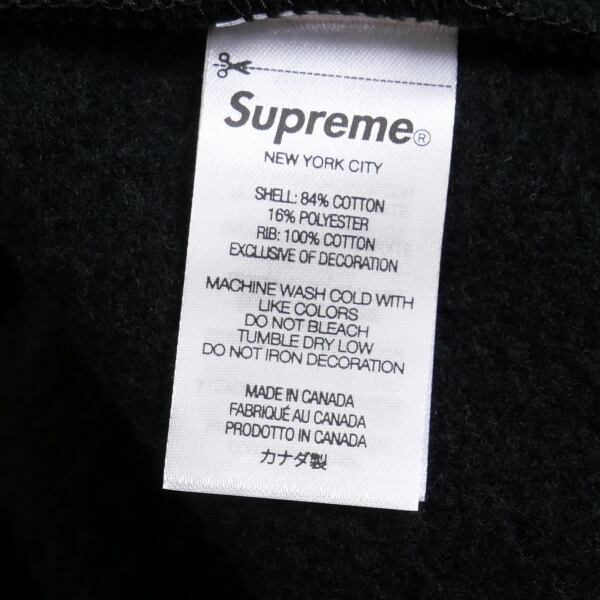 Supreme®
NEW YORK CITY
SHELL: 84% COTTON
16% POLYESTER
RIB: 100% COTTON
EXCLUSIVE OF DECORATION
MACHINE WASH COLD WITH
LIKE COLORS
DO NOT BLEACH
TUMBLE DRY LOW
DO NOT IRON DECORATION
MADE IN CANADA
FABRIQUÉ AU CANADA
PRODOTTO IN CANADA
カナダ製